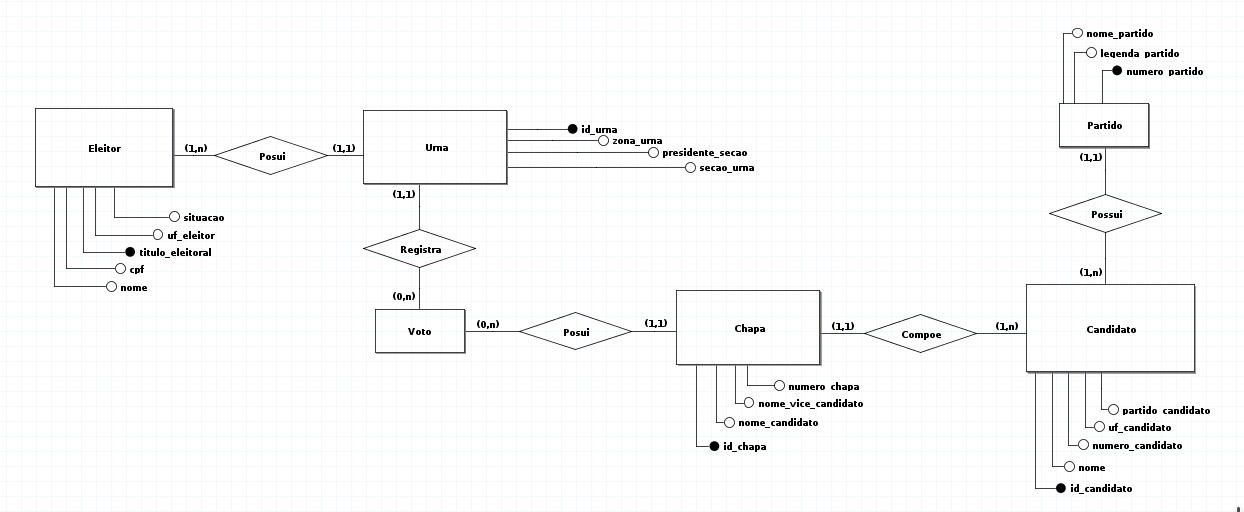 nome_partido
legenda_partido
numero_partido
Partido
(1,1)
Possui
(1,n)
Eleitor
(1,n)
Posui
(1,1)
Urna
id_urna
zona_urna
presidente_secao
secao_urna
situacao
uf_eleitor
titulo_eleitoral
cpf
nome
(1,1)
Registra
(0,n)
Voto
(0,n)
Posui
(1,1)
Chapa
(1,1)
Compoe
(1,n)
Candidato
numero_chapa
nome_vice_candidato
nome_candidato
id_chapa
partido_candidato
uf_candidato
numero_candidato
nome
id_candidato